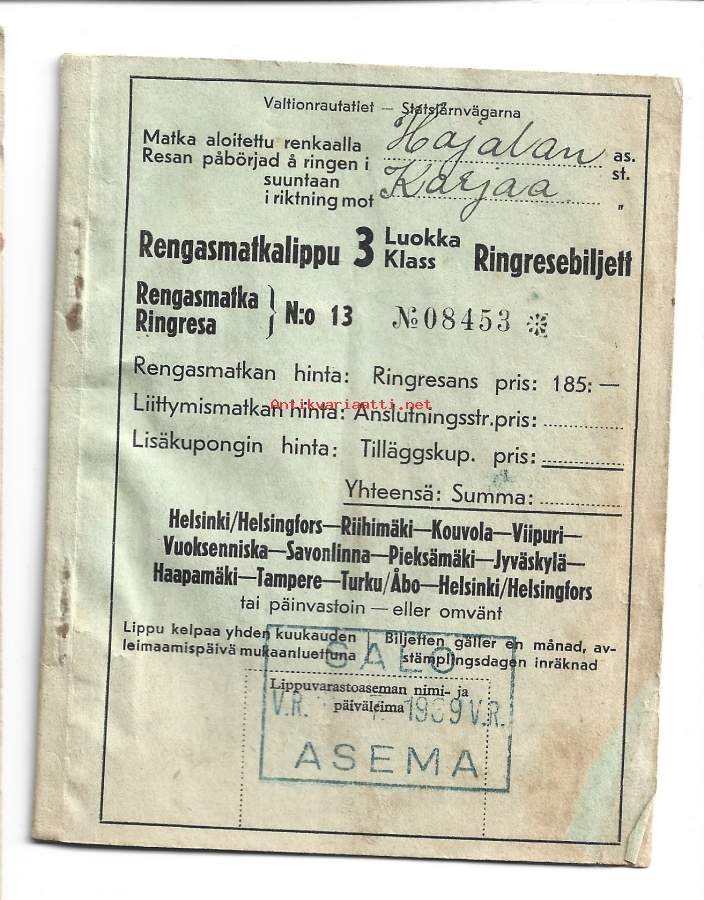 Valtionrautatiet — Statsjärnvägarna
Matka aloitettu renkaalla Hajalan as.
Resan påbörjad å ringen i st.
suuntaan Karjaa
i riktning mot "
Rengasmatkalippu 3 Luokka Klass Ringresebiljett
Rengasmatka
Ringresa } N:o 13 № 08453
Rengasmatkan hinta: Ringresans pris: 185: —
Liittymismatkan hinta: Anslutningsstr.pris:
Antikvariaatti.net
Lisäkupongin hinta: Tilläggskup. pris:
Yhteensä: Summa:
Helsinki/Helsingfors—Riihimäki—Kouvola—Viipuri—
Vuoksenniska—Savonlinna—Pieksämäki—Jyväskylä—
Haapamäki—Tampere—Turku/Åbo—Helsinki/Helsingfors
tai päinvastoin — eller omvänt
Lippu kelpaa yhden kuukauden
leimaamispäivä mukaanluettuna
Biljetten gäller en månad, av-
stämplingsdagen inräknad
SALO
Lippuvarastoaseman nimi- ja
päiväleima
V.R. 1939 V.R.
ASEMA